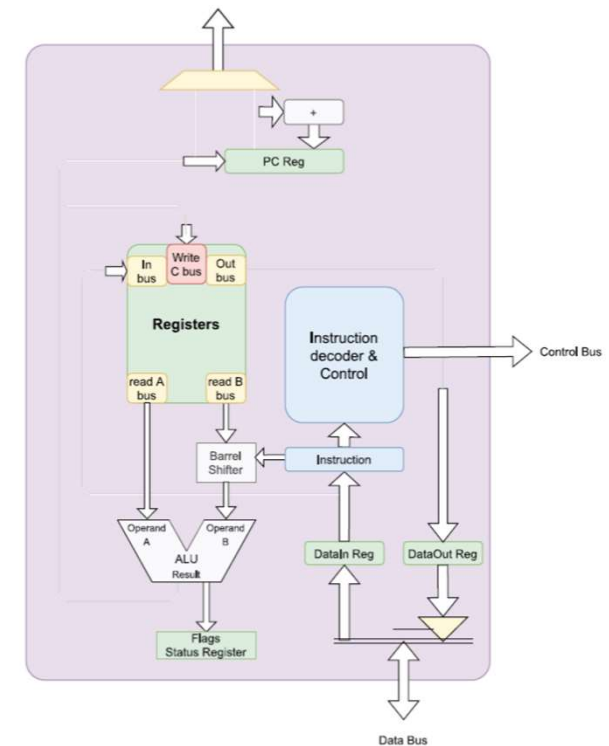 +
PC Reg
In
bus
Write
C bus
Out
bus
Registers
Instruction
decoder &
Control
Control Bus
read A
bus
read B
bus
Barrel
Shifter
Instruction
Operand
A
Operand
B
ALU
Result
DataIn Reg
DataOut Reg
Flags
Status Register
Data Bus